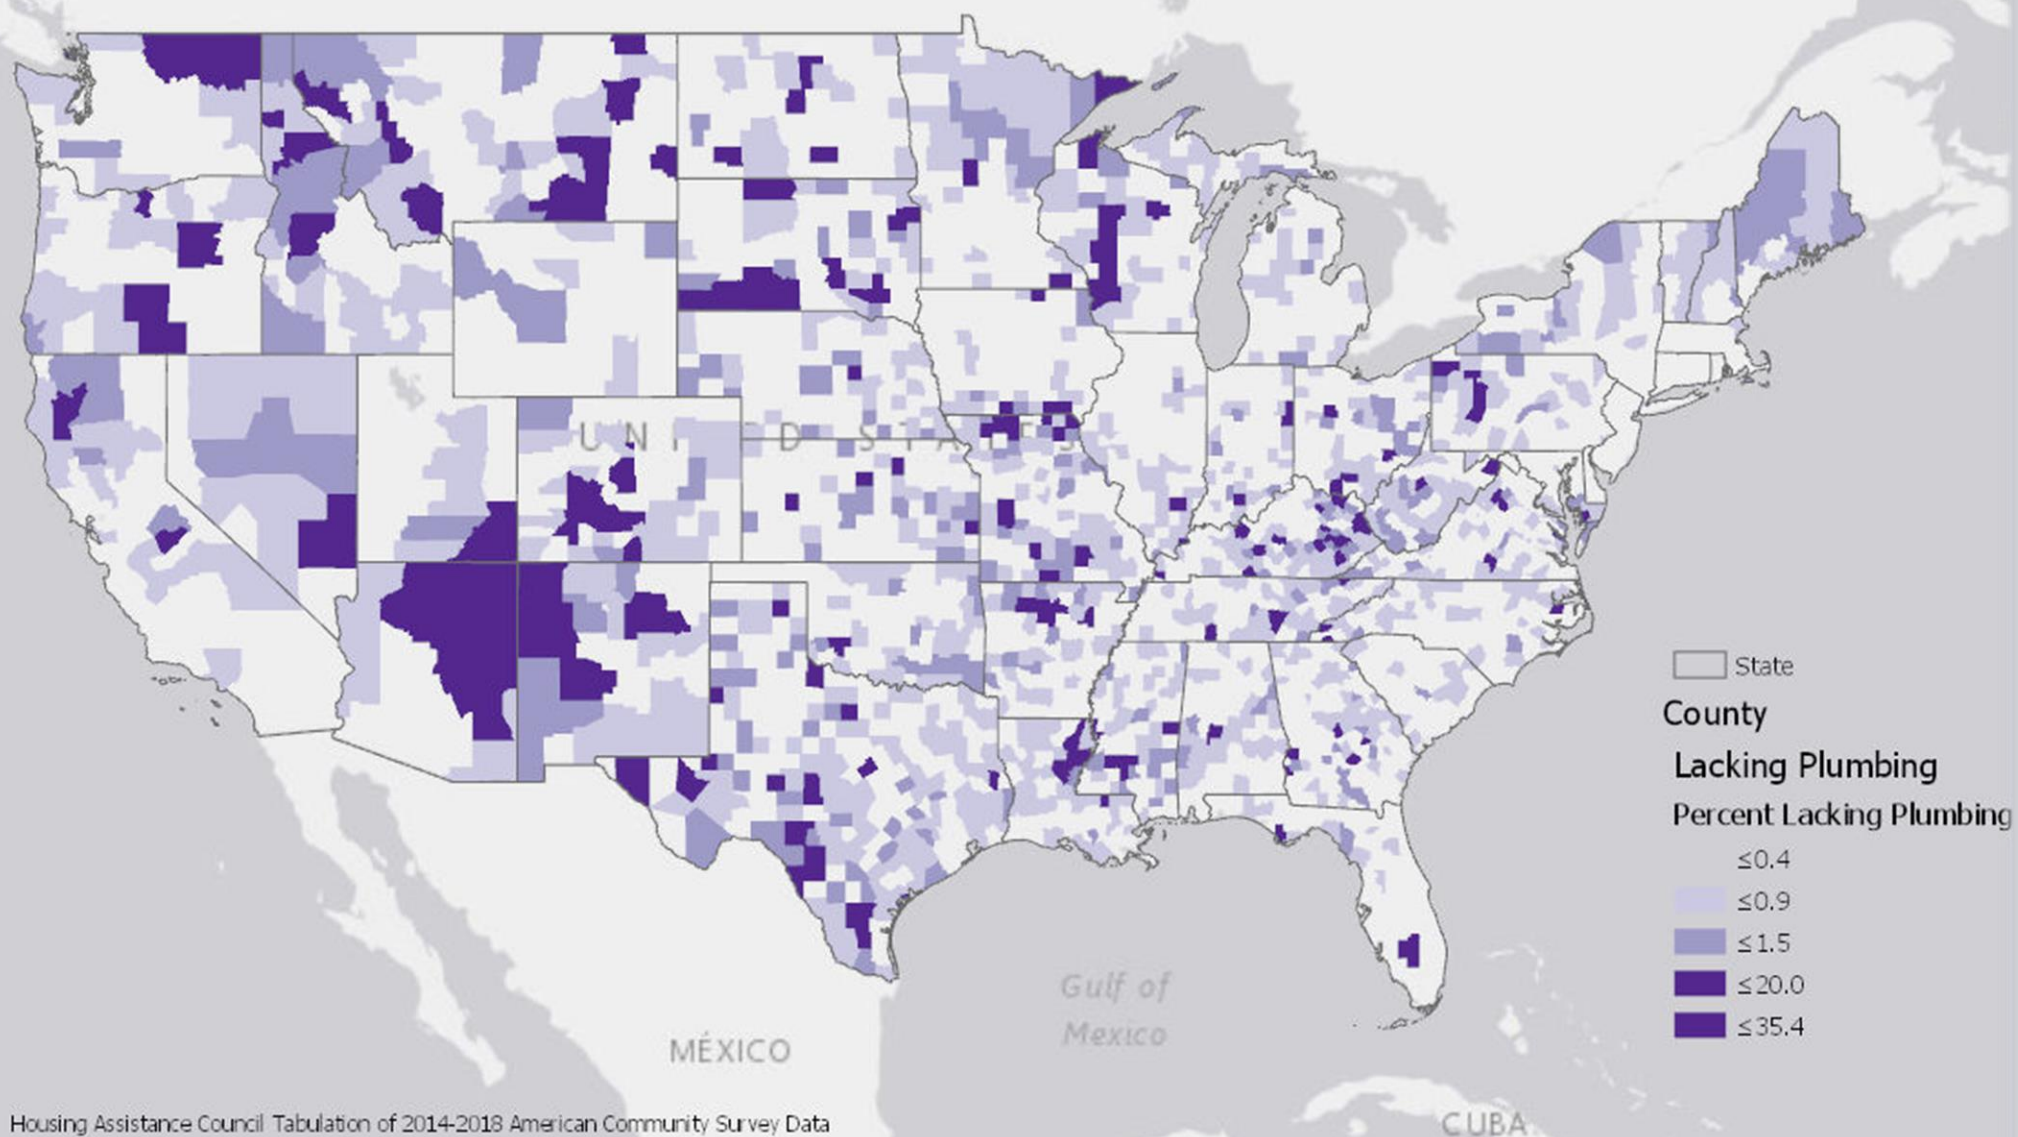 UNITED STATES
State
County
Lacking Plumbing
Percent Lacking Plumbing
≤0.4
≤0.9
≤1.5
≤20.0
≤35.4
Gulf of
Mexico
MÉXICO
CUBA
Housing Assistance Council Tabulation of 2014-2018 American Community Survey Data